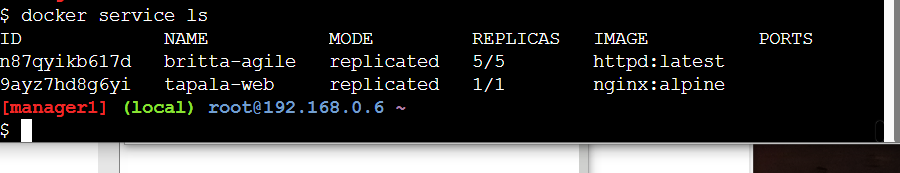 $ docker service ls
ID NAME MODE REPLICAS IMAGE PORTS
n87qyikb617d britta-agile replicated 5/5 httpd:latest
9ayz7hd8g6yi tapala-web replicated 1/1 nginx:alpine
[manager1] (local) root@192.168.0.6 ~
$